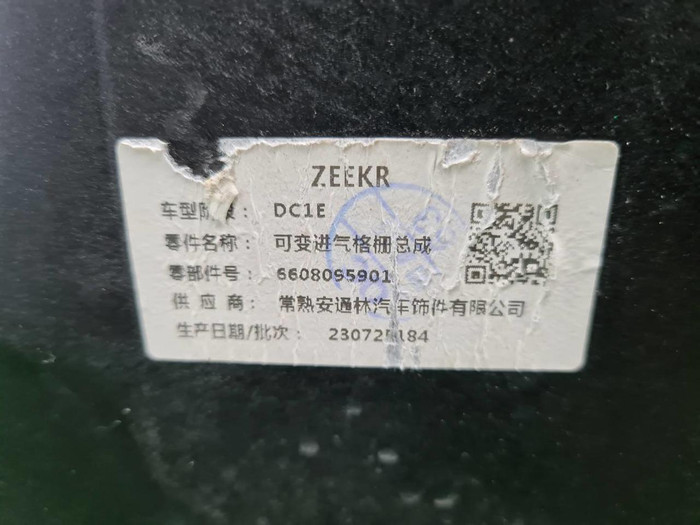 ZEEKR
车型阶段： DC1E
零件名称： 可变进气格栅总成
零部件号： 6608095901
供 应 商： 常熟安通林汽车饰件有限公司
生产日期/批次：